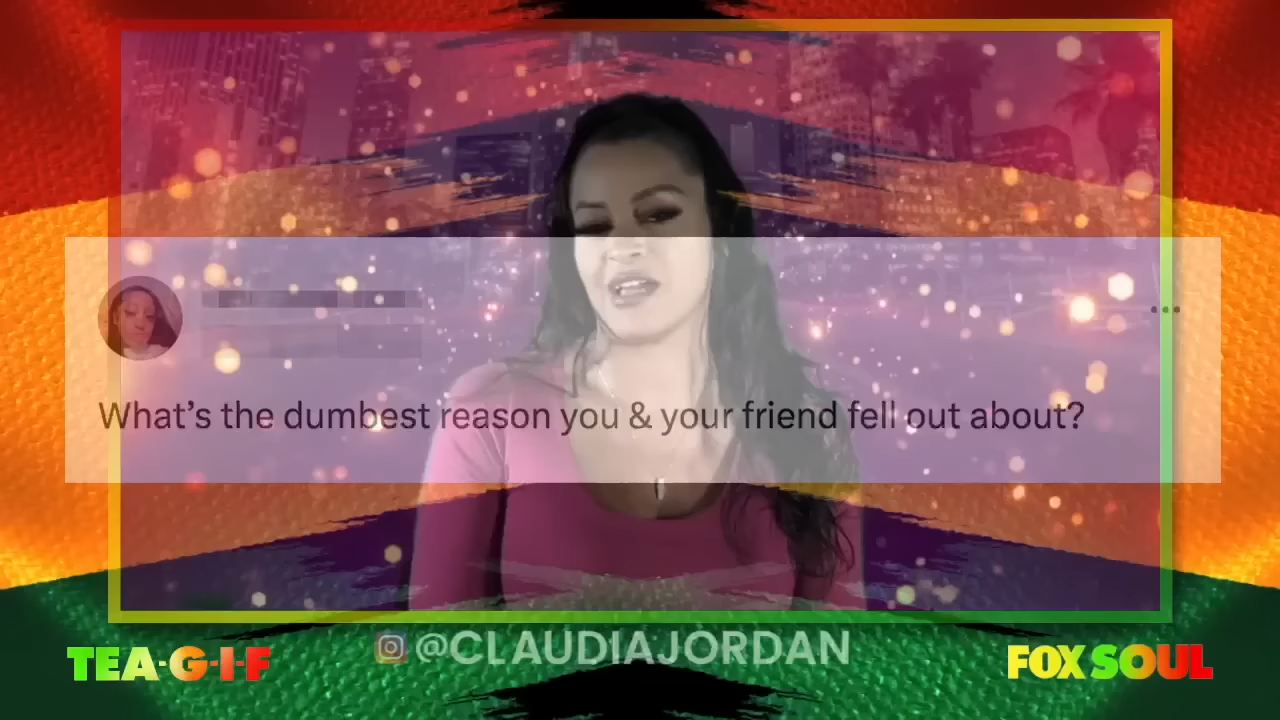 What's the dumbest reason you & your friend fell out about?
@CLAUDIAJORDAN
TEA-G-I-F
FOX SOUL